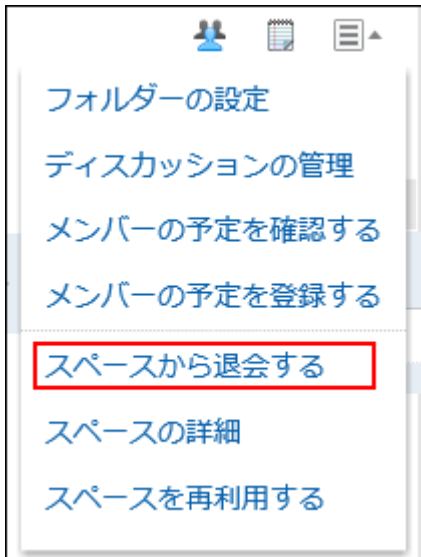 フォルダーの設定
ディスカッションの管理
メンバーの予定を確認する
メンバーの予定を登録する
スペースから退会する
スペースの詳細
スペースを再利用する